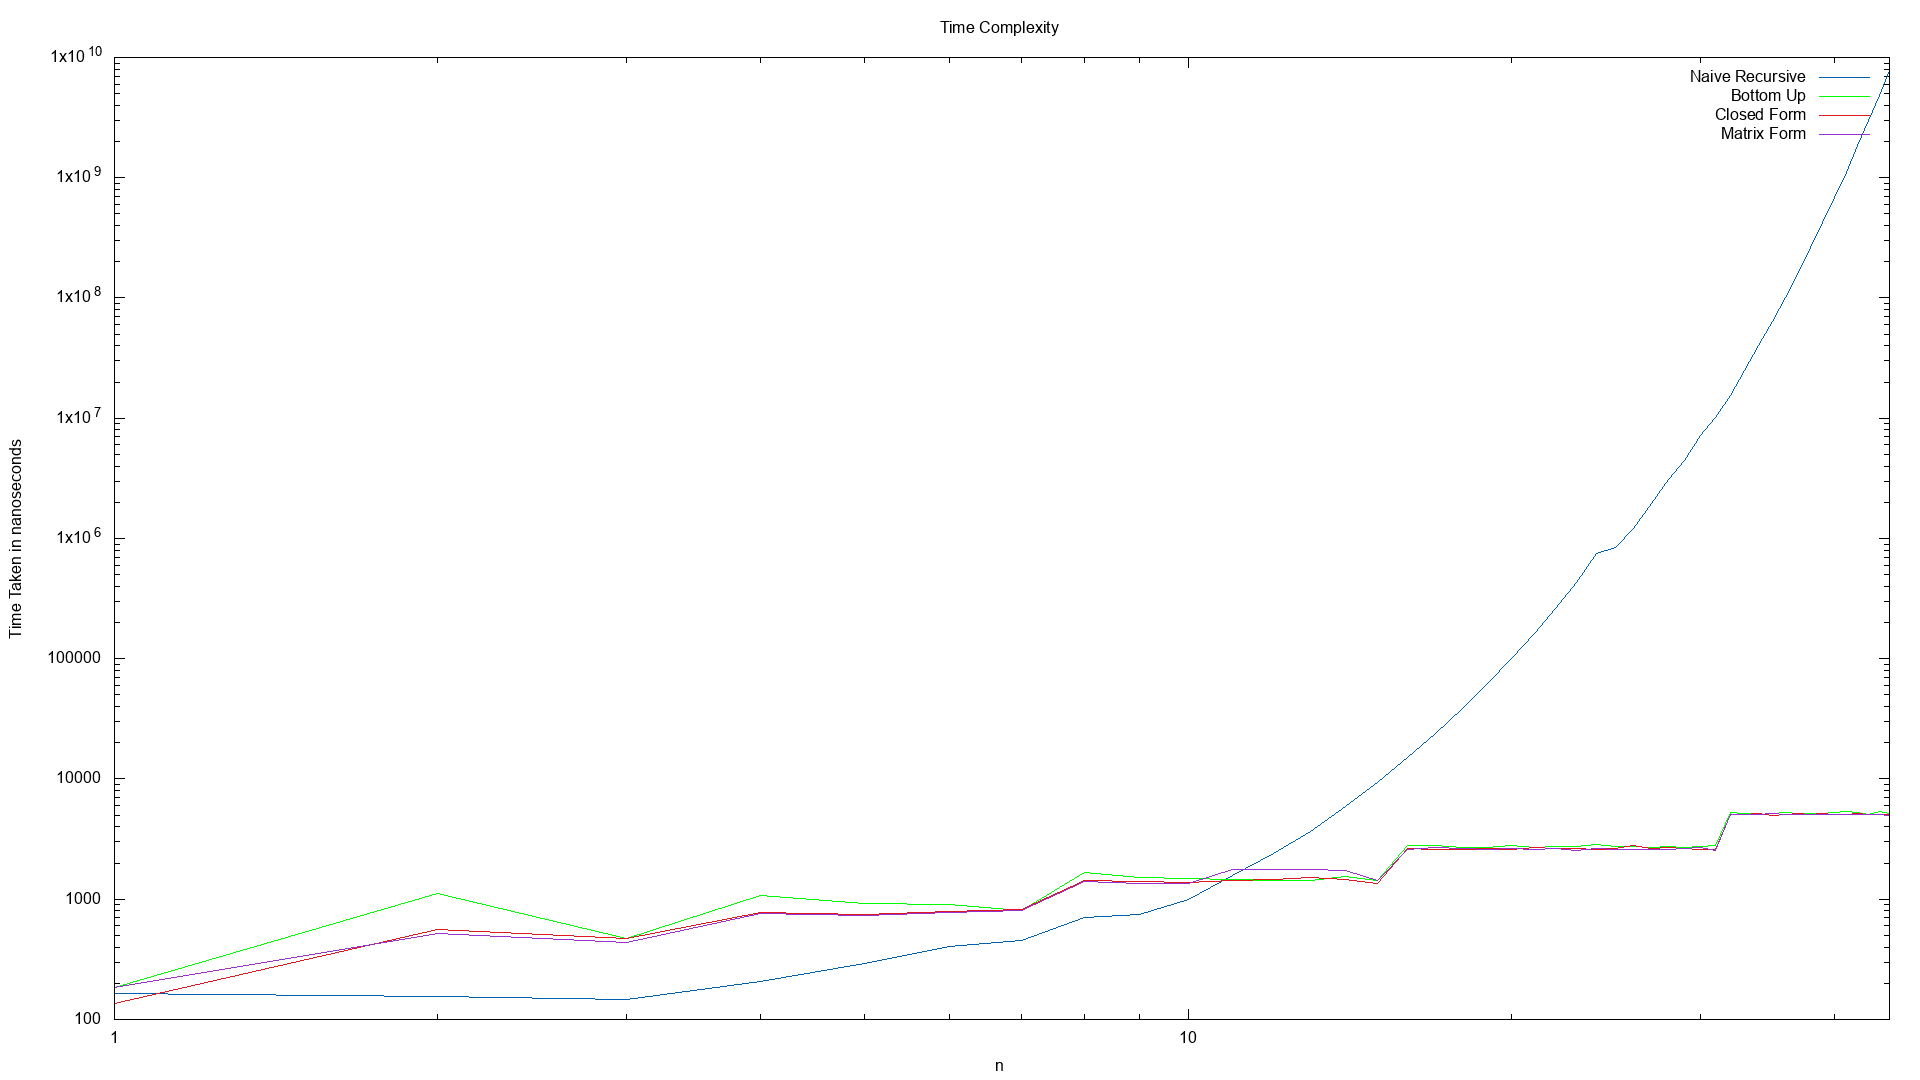 Time Complexity
1x10^10
1x10^9
1x10^8
1x10^7
1x10^6
100000
10000
1000
100
Time Taken in nanoseconds
Naive Recursive
Bottom Up
Closed Form
Matrix Form
1 10
n